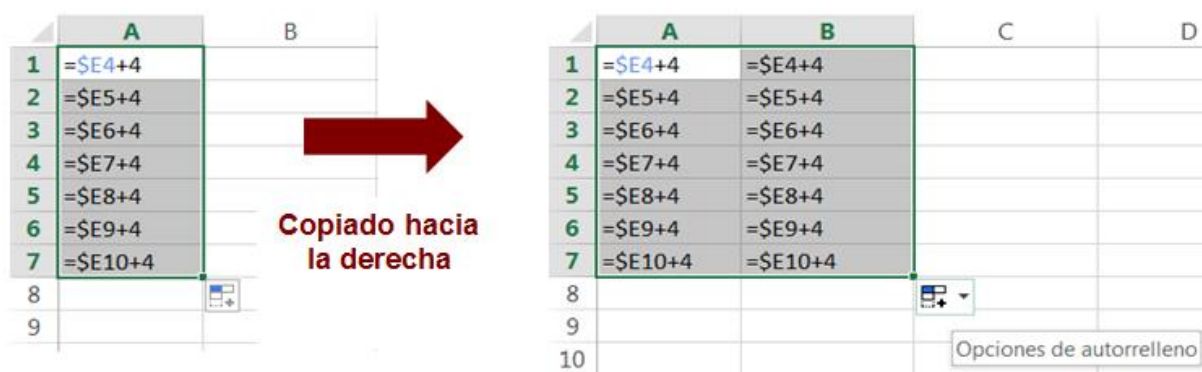 A B
1 =$E4+4
2 =$E5+4
3 =$E6+4
4 =$E7+4
5 =$E8+4
6 =$E9+4
7 =$E10+4
8
9
Copiado hacia
la derecha
A B C D
1 =$E4+4 =$E4+4
2 =$E5+4 =$E5+4
3 =$E6+4 =$E6+4
4 =$E7+4 =$E7+4
5 =$E8+4 =$E8+4
6 =$E9+4 =$E9+4
7 =$E10+4 =$E10+4
8
9
10
Opciones de autorrelleno